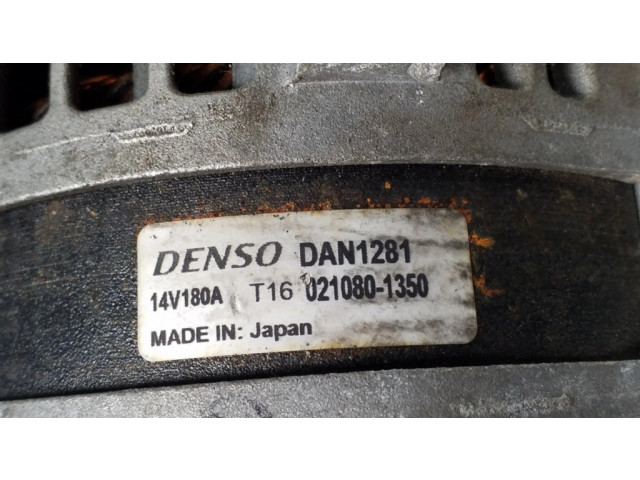 DENSO DAN1281
14V180A T16 021080-1350
MADE IN: Japan